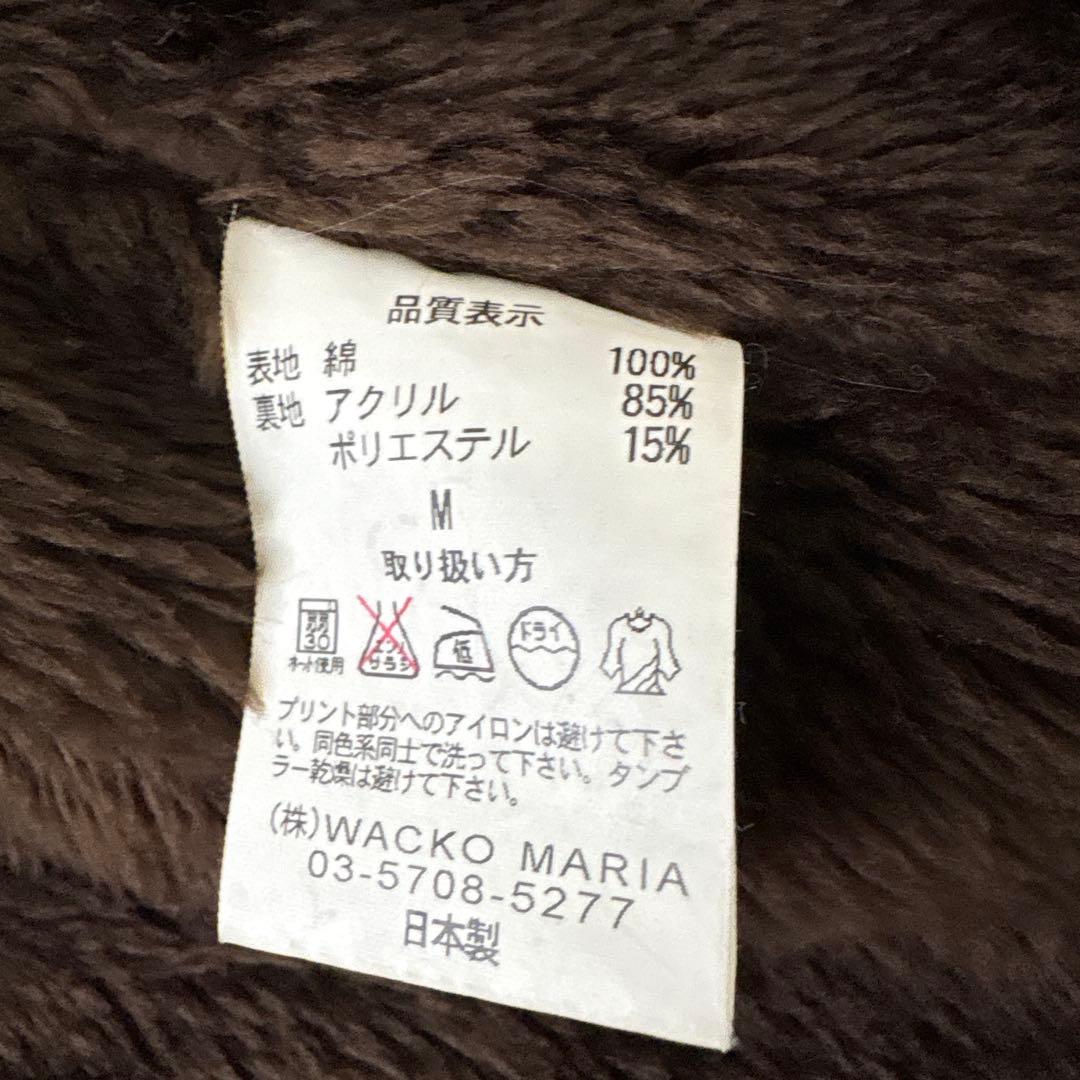 品質表示
表地 綿 100%
裏地 アクリル 85%
ポリエステル 15%
M
取り扱い方
弱
30
ネット使用
エンソ
サラシ
低
ドライ
プリント部分へのアイロンは避けて下さ
い。同色系同士で洗って下さい。タンブ
ラー乾燥は避けて下さい。
(株)WACKO MARIA
03-5708-5277
日本製